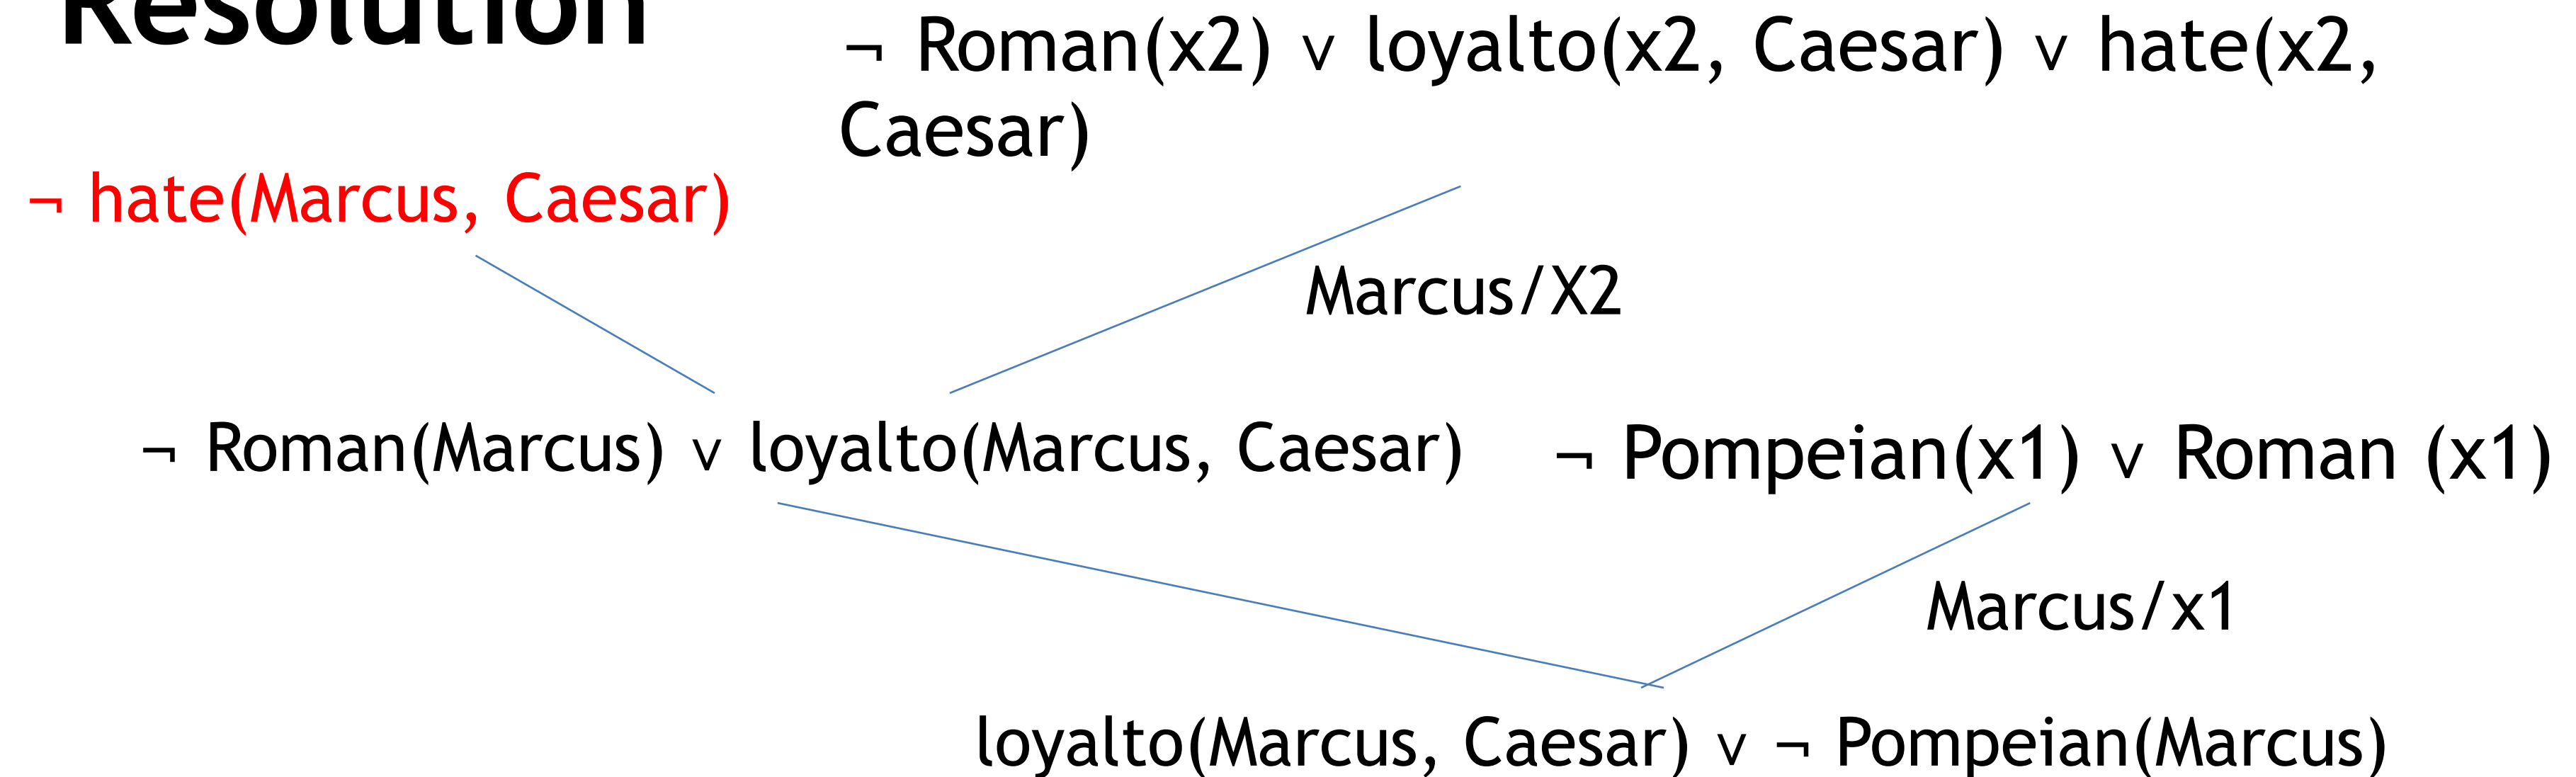 Resolution
¬ Roman(x2) ∨ loyalto(x2, Caesar) ∨ hate(x2,
Caesar)
¬ hate(Marcus, Caesar)
Marcus/X2
¬ Roman(Marcus) ∨ loyalto(Marcus, Caesar)
¬ Pompeian(x1) ∨ Roman (x1)
Marcus/x1
loyalto(Marcus, Caesar) ∨ ¬ Pompeian(Marcus)